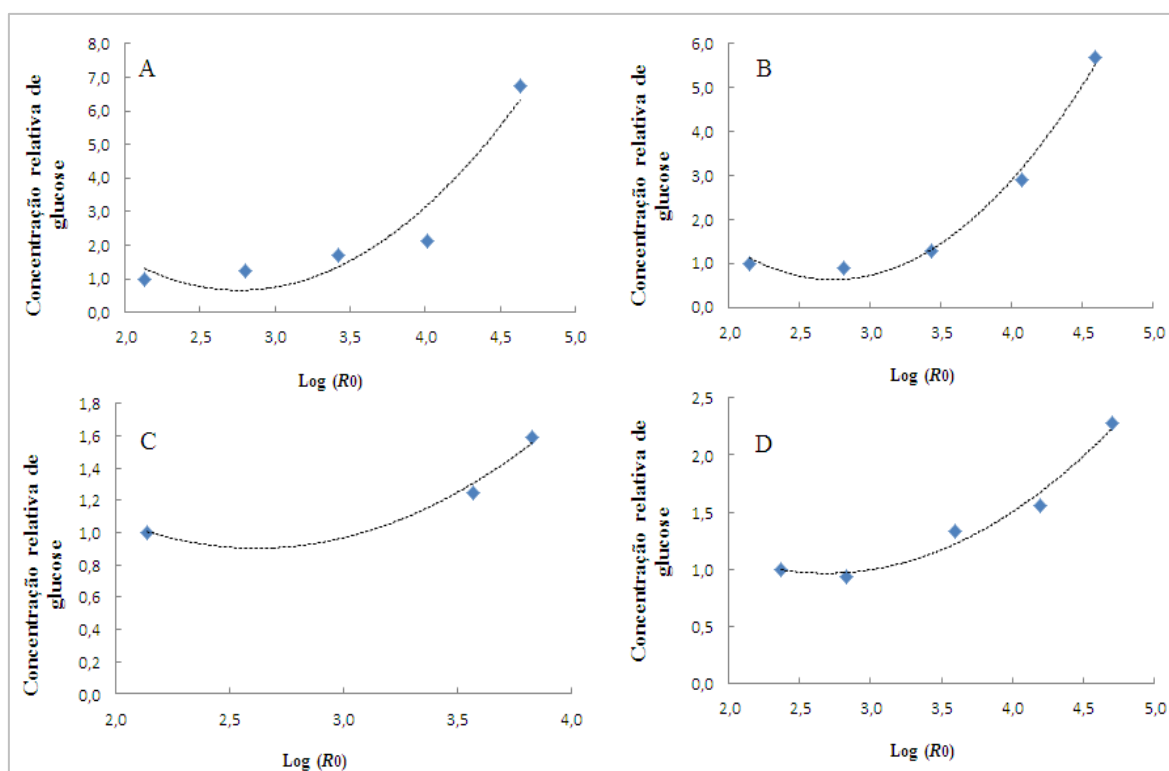 A
Concentração relativa de
glucose
8,0
7,0
6,0
5,0
4,0
3,0
2,0
1,0
0,0
2,0 2,5 3,0 3,5 4,0 4,5 5,0
Log (R0)
B
Concentração relativa de
glucose
6,0
5,0
4,0
3,0
2,0
1,0
0,0
2,0 2,5 3,0 3,5 4,0 4,5 5,0
Log (R0)
C
Concentração relativa de
glucose
1,8
1,6
1,4
1,2
1,0
0,8
0,6
0,4
0,2
0,0
2,0 2,5 3,0 3,5 4,0
Log (R0)
D
Concentração relativa de
glucose
2,5
2,0
1,5
1,0
0,5
0,0
2,0 2,5 3,0 3,5 4,0 4,5 5,0
Log (R0)